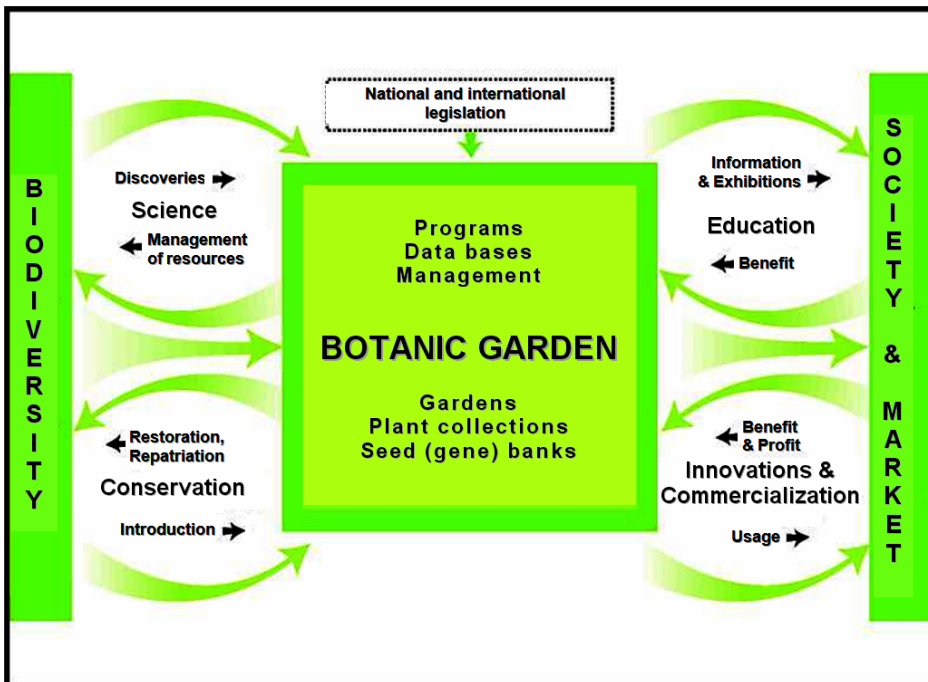 National and international
legislation
BIODIVERSITY
Discoveries
Science
Management
of resources
Restoration,
Repatriation
Conservation
Introduction
Programs
Data bases
Management
BOTANIC GARDEN
Gardens
Plant collections
Seed (gene) banks
Information
& Exhibitions
Education
Benefit
Benefit
& Profit
Innovations &
Commercialization
Usage
SOCIETY & MARKET